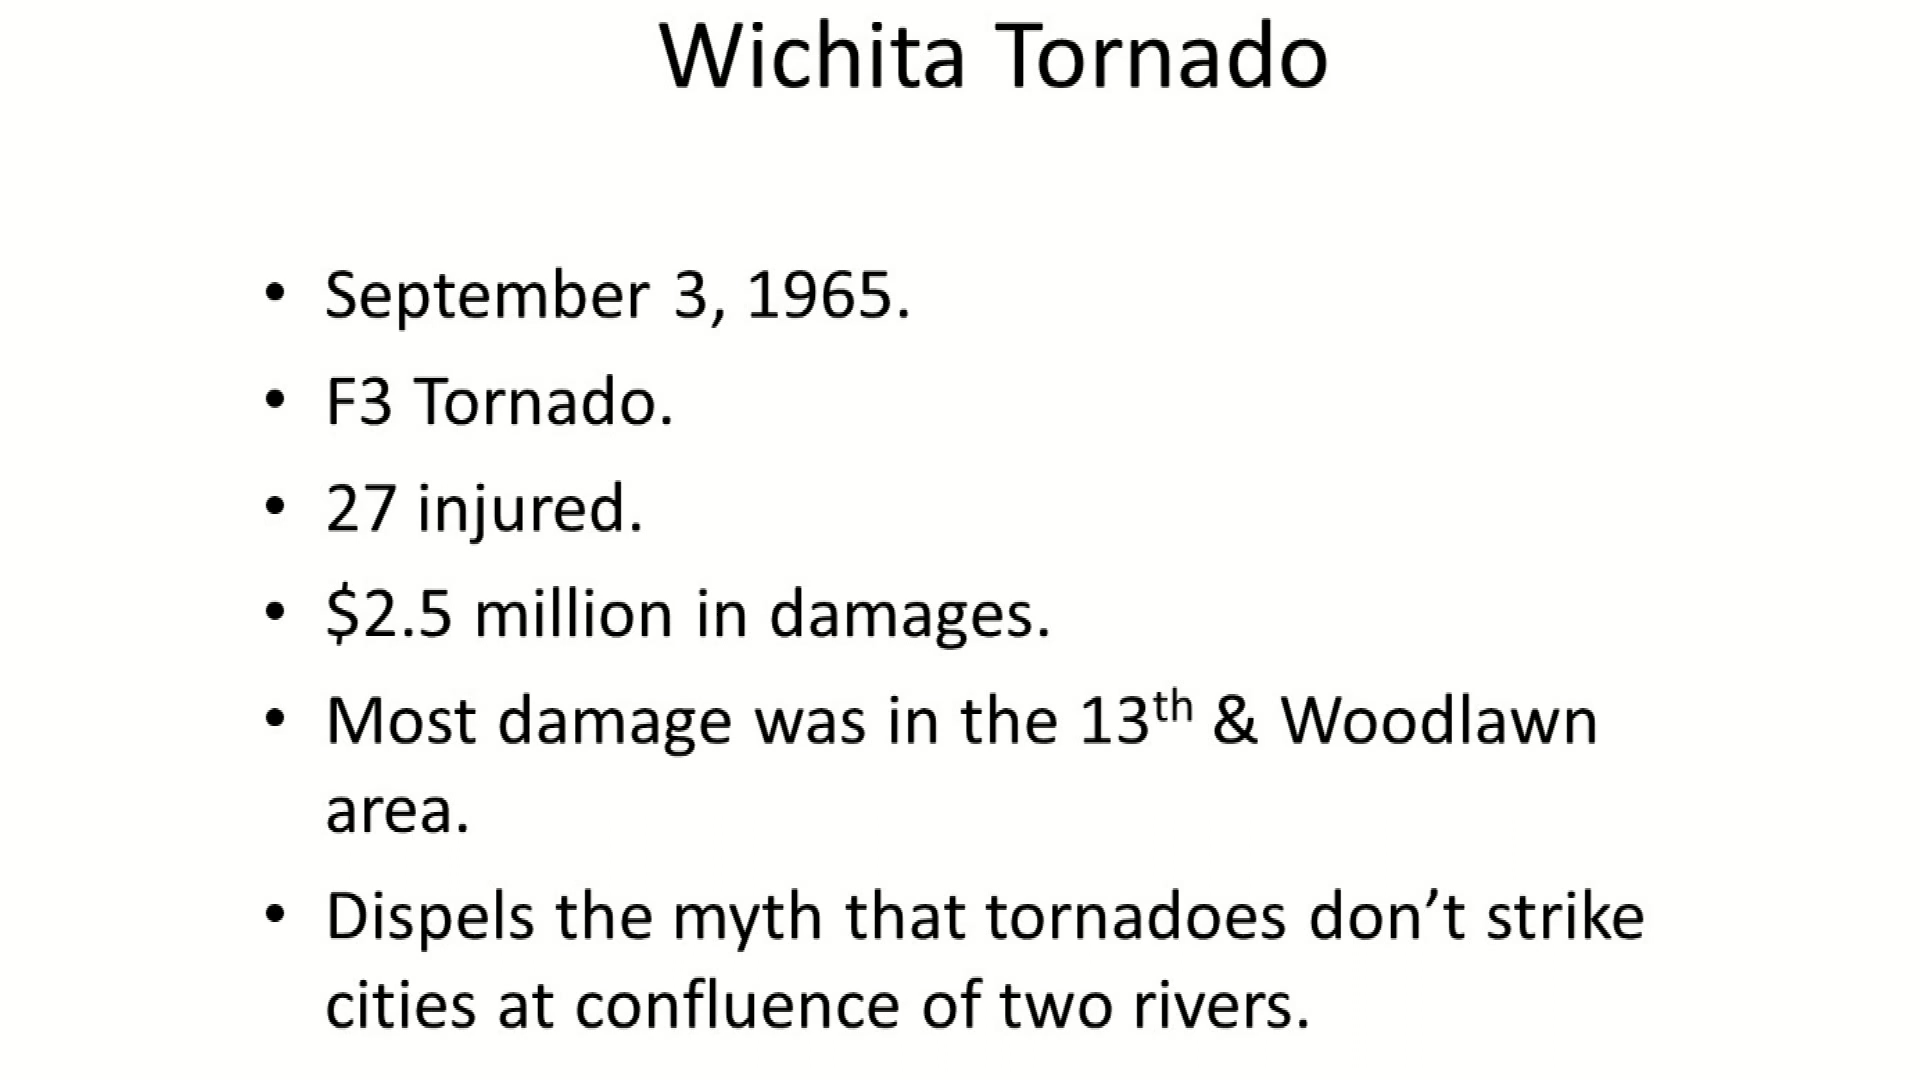 Wichita Tornado
• September 3, 1965.
• F3 Tornado.
• 27 injured.
• $2.5 million in damages.
• Most damage was in the 13th & Woodlawn
area.
• Dispels the myth that tornadoes don’t strike
cities at confluence of two rivers.